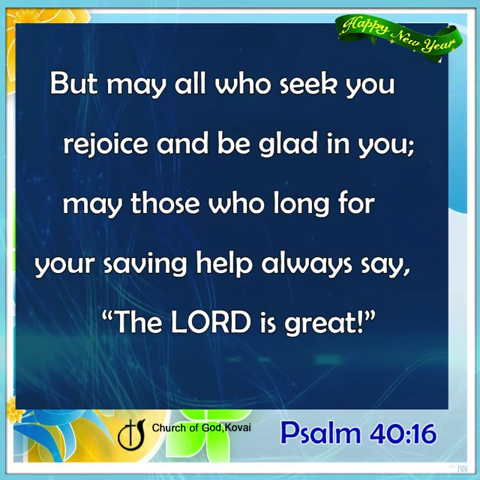 Happy New Year
But may all who seek you
rejoice and be glad in you;
may those who long for
your saving help always say,
“The LORD is great!”
Church of God,Kovai
Psalm 40:16